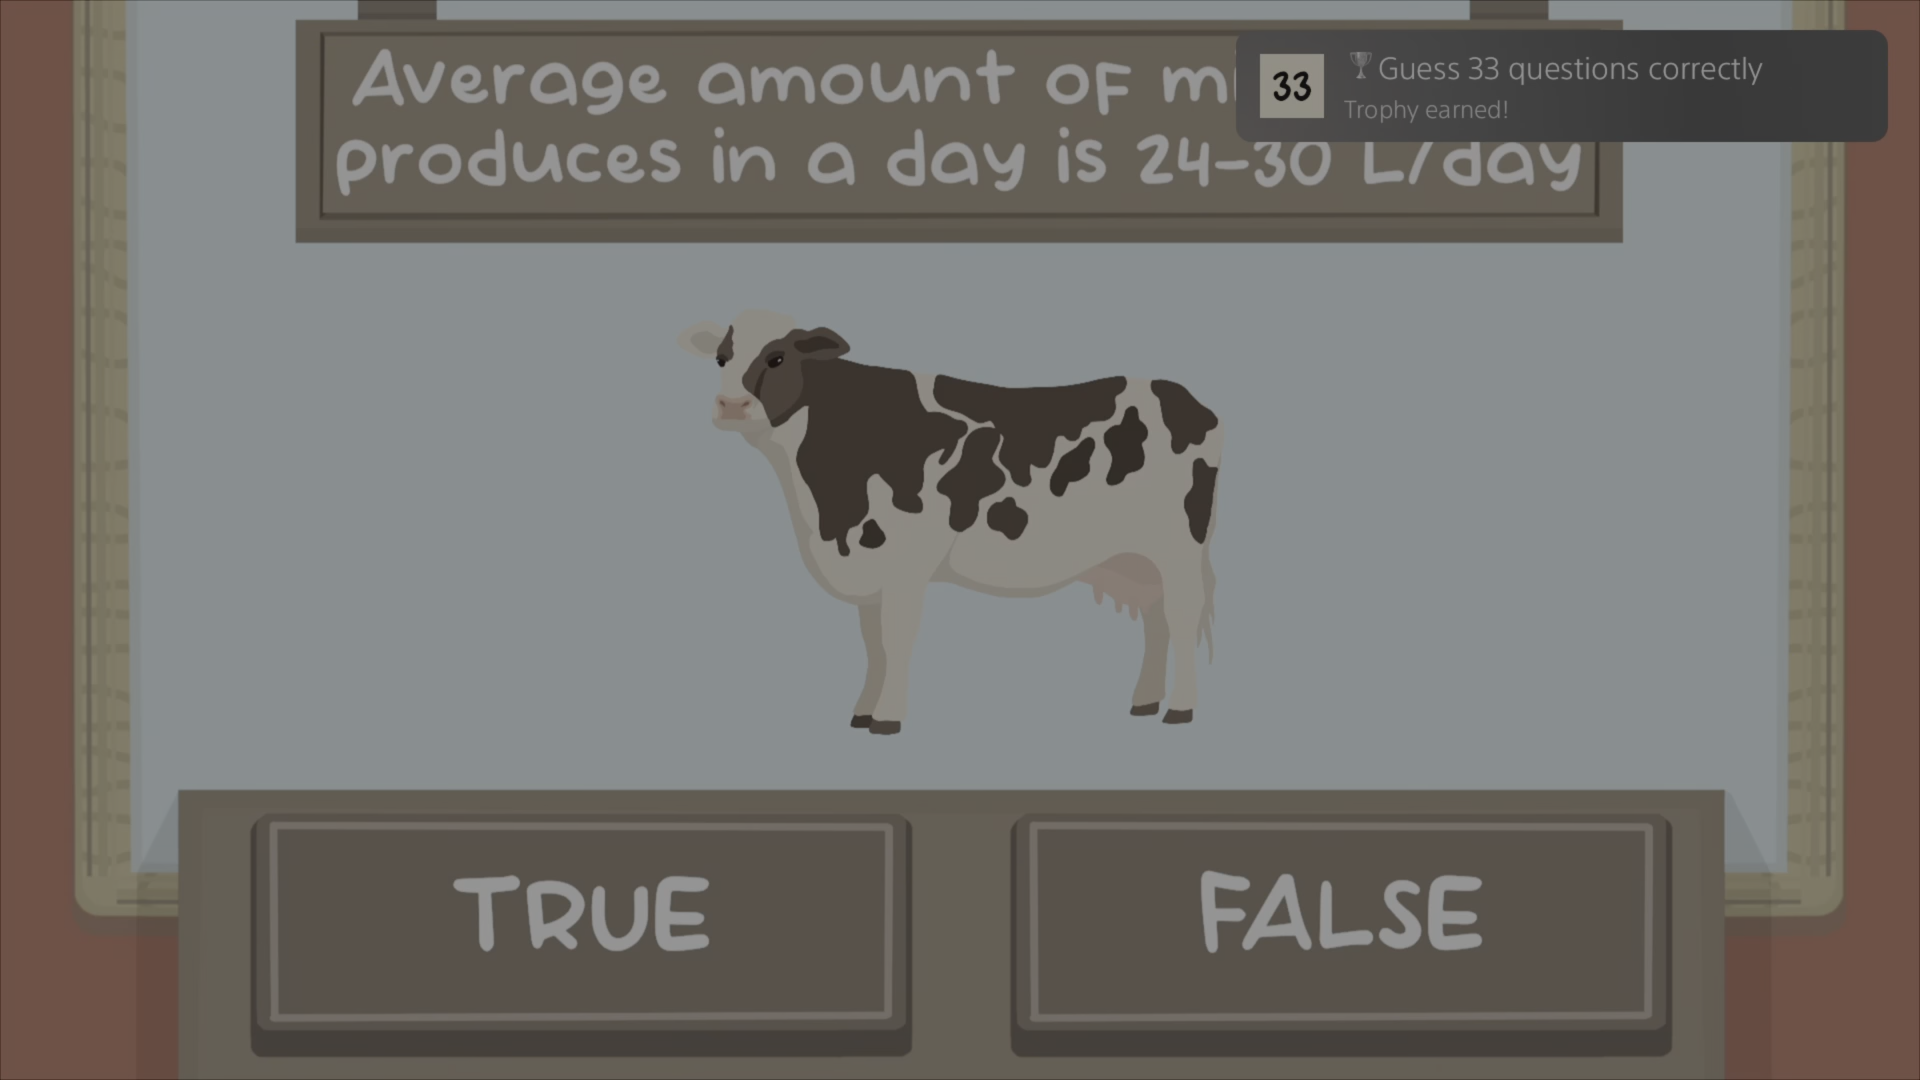 Average amount of
produces in a day is 24-30 L/day
33
Guess 33 questions correctly
Trophy earned!
TRUE
FALSE